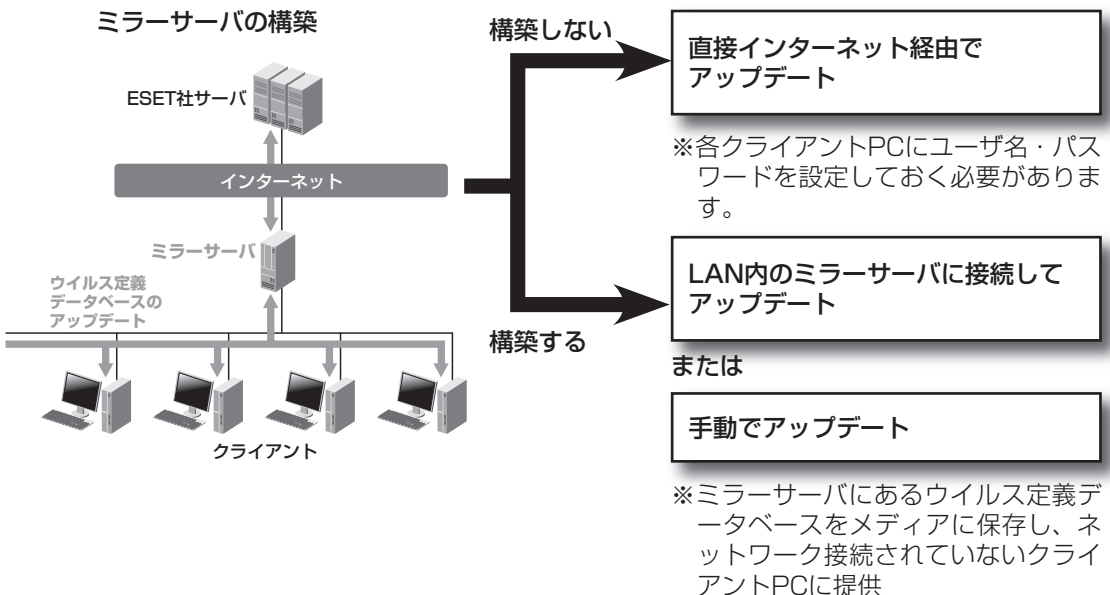 ミラーサーバの構築
ESET社サーバ
インターネット
ミラーサーバ
ウイルス定義
データベースの
アップデート
クライアント
構築しない
直接インターネット経由で
アップデート
※各クライアントPCにユーザ名・パス
ワードを設定しておく必要がありま
す。
構築する
LAN内のミラーサーバに接続して
アップデート
または
手動でアップデート
※ミラーサーバにあるウイルス定義デ
ータベースをメディアに保存し、ネ
ットワーク接続されていないクライ
アントPCに提供